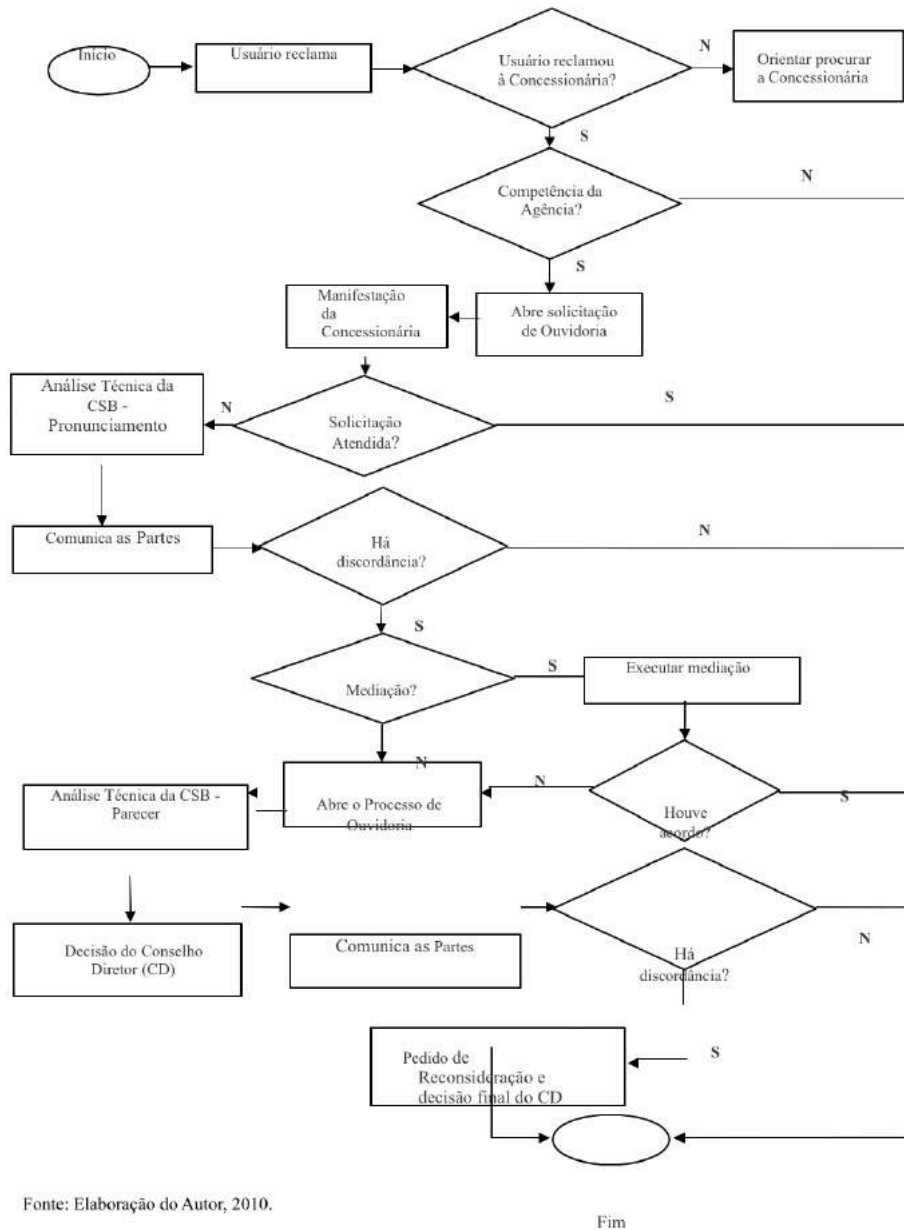 Início
Usuário reclama
Usuário reclamou
à Concessionária?
N
Orientar procurar
a Concessionária
S
Competência da
Agência?
N
S
Manifestação
da
Concessionária
Abre solicitação
de Ouvidoria
Análise Técnica da
CSB -
Pronunciamento
N
Solicitação
Atendida?
S
Comunica as Partes
Há
discordância?
N
S
Mediação?
S
Executar mediação
N
Abre o Processo de
Ouvidoria
N
Houve
acordo?
S
Análise Técnica da CSB -
Parecer
Decisão do Conselho
Diretor (CD)
Comunica as Partes
Há
discordância?
N
S
Pedido de
Reconsideração e
decisão final do CD
Fonte: Elaboração do Autor, 2010.
Fim